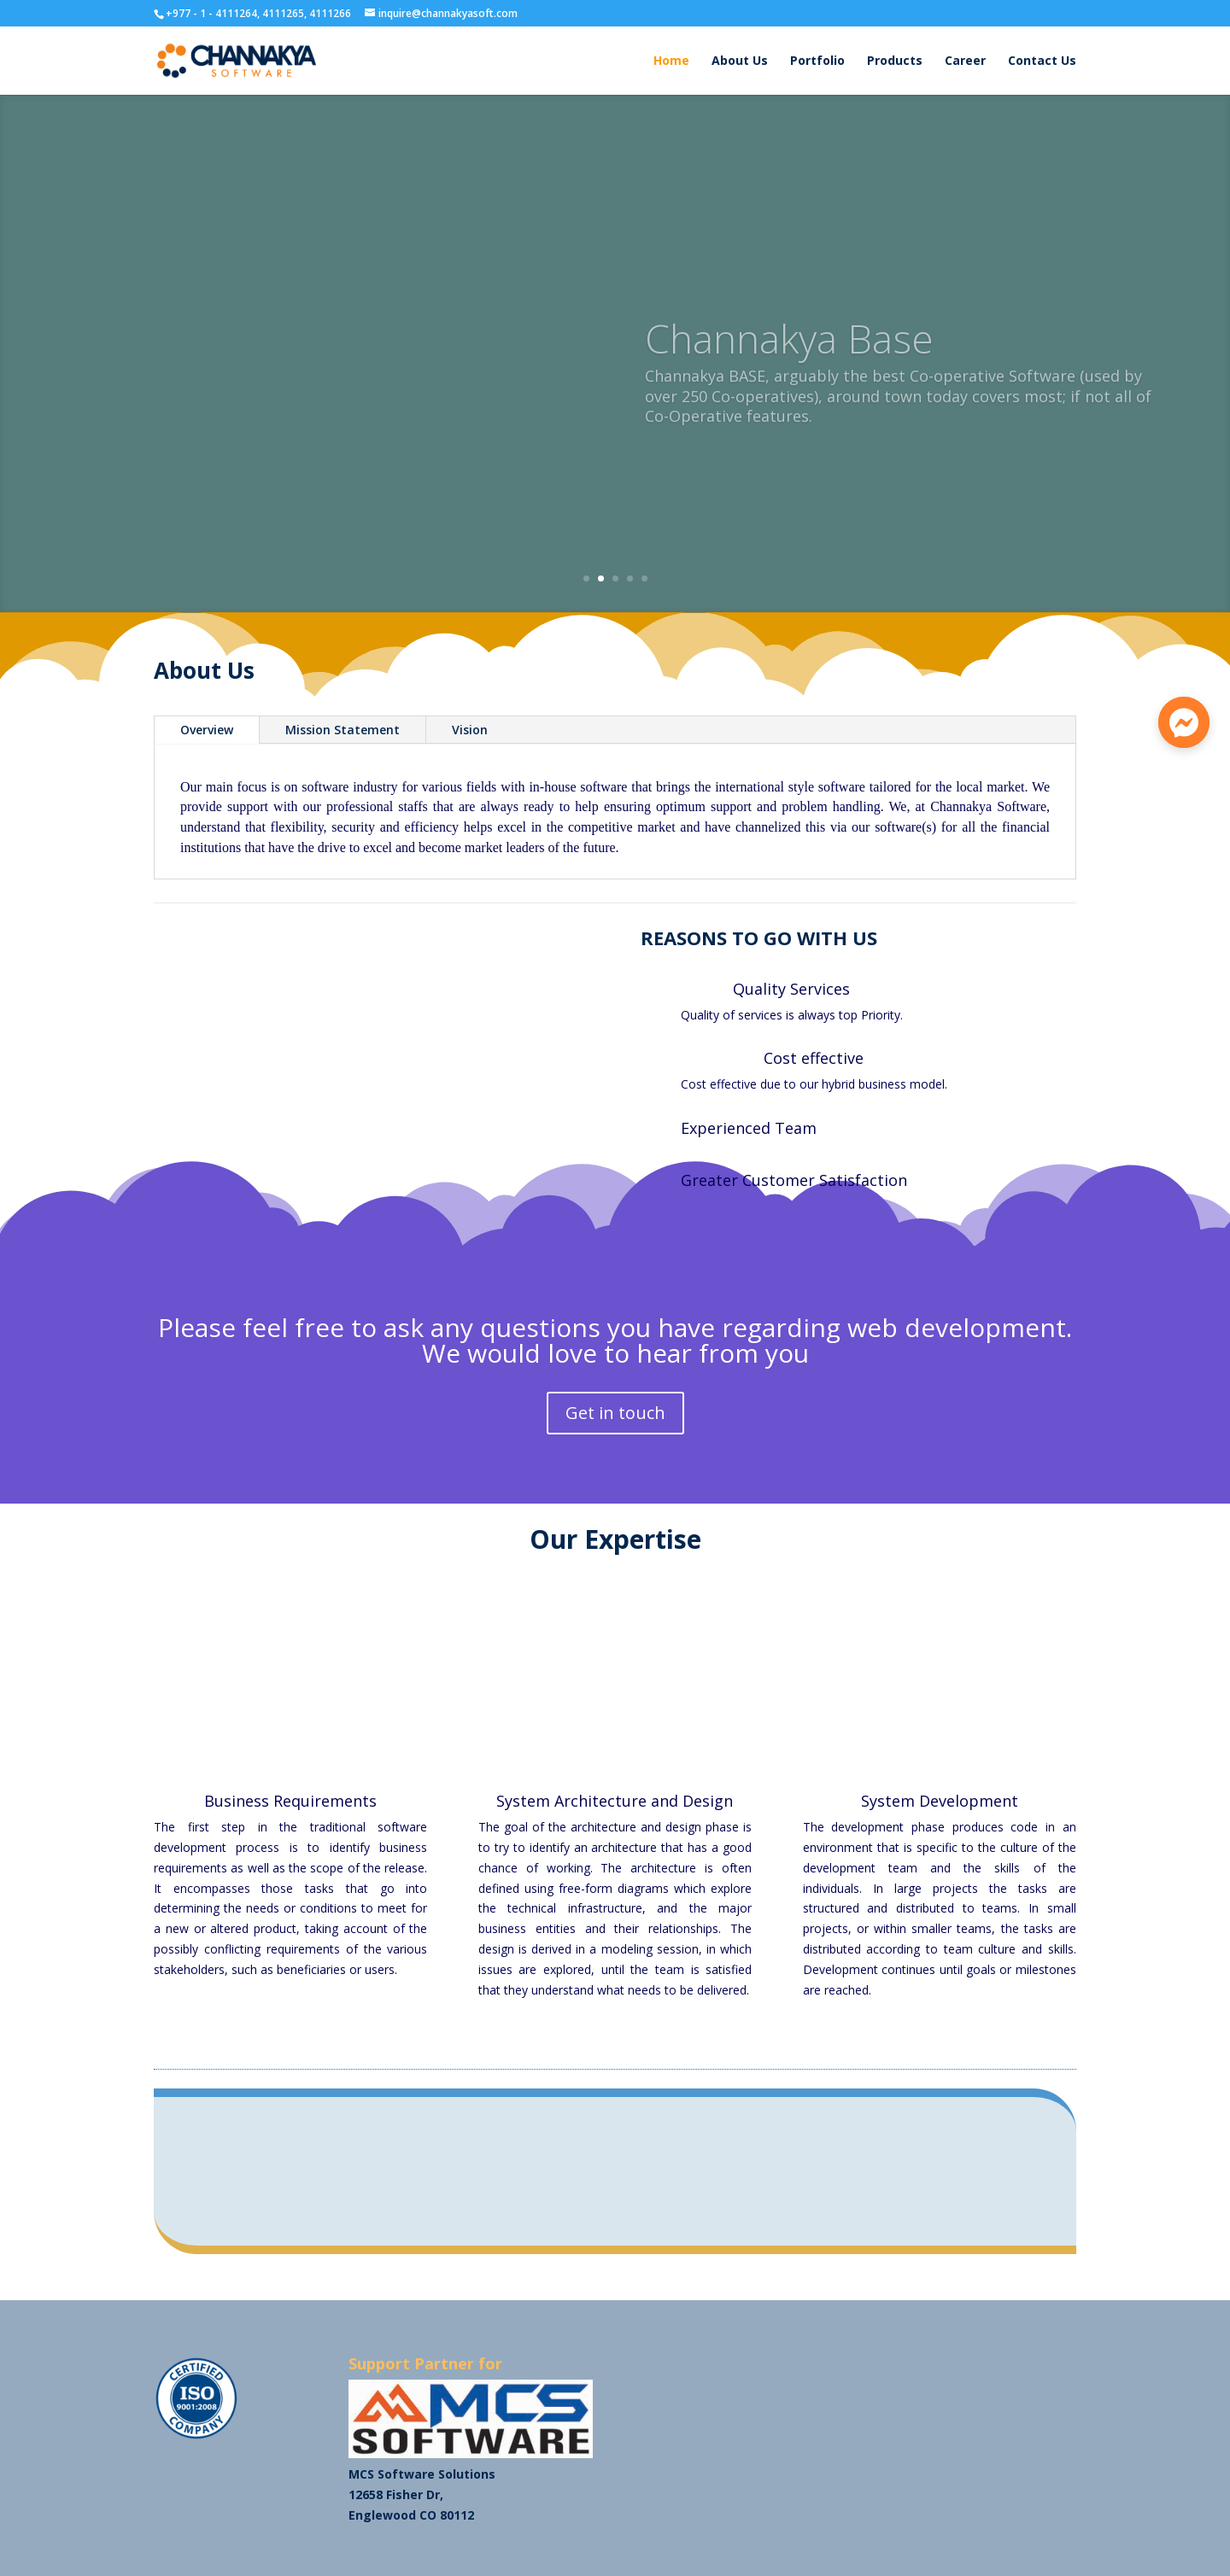 +977 - 1 - 4111264, 4111265, 4111266 inquire@channakyasoft.com
CHANNAKYA
SOFTWARE
Home About Us Portfolio Products Career Contact Us
Channakya Base
Channakya BASE, arguably the best Co-operative Software (used by
over 250 Co-operatives), around town today covers most; if not all of
Co-Operative features.
About Us
Overview Mission Statement Vision
Our main focus is on software industry for various fields with in-house software that brings the international style software tailored for the local market. We
provide support with our professional staffs that are always ready to help ensuring optimum support and problem handling. We, at Channakya Software,
understand that flexibility, security and efficiency helps excel in the competitive market and have channelized this via our software(s) for all the financial
institutions that have the drive to excel and become market leaders of the future.
REASONS TO GO WITH US
Quality Services
Quality of services is always top Priority.
Cost effective
Cost effective due to our hybrid business model.
Experienced Team
Greater Customer Satisfaction
Please feel free to ask any questions you have regarding web development.
We would love to hear from you
Get in touch
Our Expertise
Business Requirements
The first step in the traditional software
development process is to identify business
requirements as well as the scope of the release.
It encompasses those tasks that go into
determining the needs or conditions to meet for
a new or altered product, taking account of the
possibly conflicting requirements of the various
stakeholders, such as beneficiaries or users.
System Architecture and Design
The goal of the architecture and design phase is
to try to identify an architecture that has a good
chance of working. The architecture is often
defined using free-form diagrams which explore
the technical infrastructure, and the major
business entities and their relationships. The
design is derived in a modeling session, in which
issues are explored, until the team is satisfied
that they understand what needs to be delivered.
System Development
The development phase produces code in an
environment that is specific to the culture of the
development team and the skills of the
individuals. In large projects the tasks are
structured and distributed to teams. In small
projects, or within smaller teams, the tasks are
distributed according to team culture and skills.
Development continues until goals or milestones
are reached.
CERTIFIED
ISO
9001:2008
COMPANY
Support Partner for
MCS
SOFTWARE
MCS Software Solutions
12658 Fisher Dr,
Englewood CO 80112